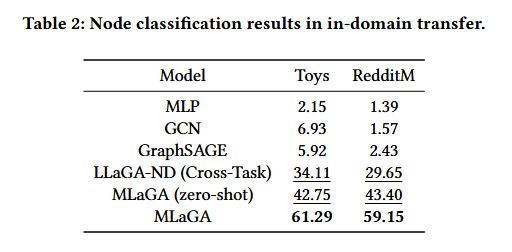 Table 2: Node classification results in in-domain transfer.
Model Toys RedditM
MLP 2.15 1.39
GCN 6.93 1.57
GraphSAGE 5.92 2.43
LLaGA-ND (Cross-Task) 34.11 29.65
MLaGA (zero-shot) 42.75 43.40
MLaGA 61.29 59.15